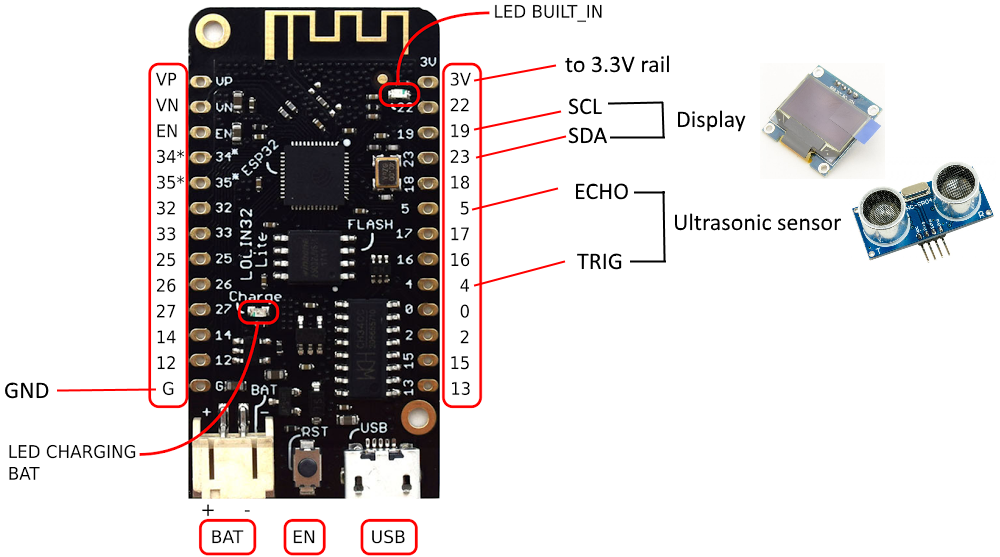 LED BUILT_IN
3V
VP
VN
EN
34*
35*
32
33
25
26
27
14
12
G
VP
VN
EN
34*
35*
32
33
25
26
27
14
12
G
22
19
23
18
5
17
16
4
0
2
15
13
3V
22
19
23
18
5
17
16
4
0
2
15
13
ESP32
LOLIN32
Lite
FLASH
Charge
BAT
+ -
RST
USB
to 3.3V rail
SCL
SDA
Display
ECHO
TRIG
Ultrasonic sensor
T
R
GND
LED CHARGING
BAT
+ -
BAT
EN
USB